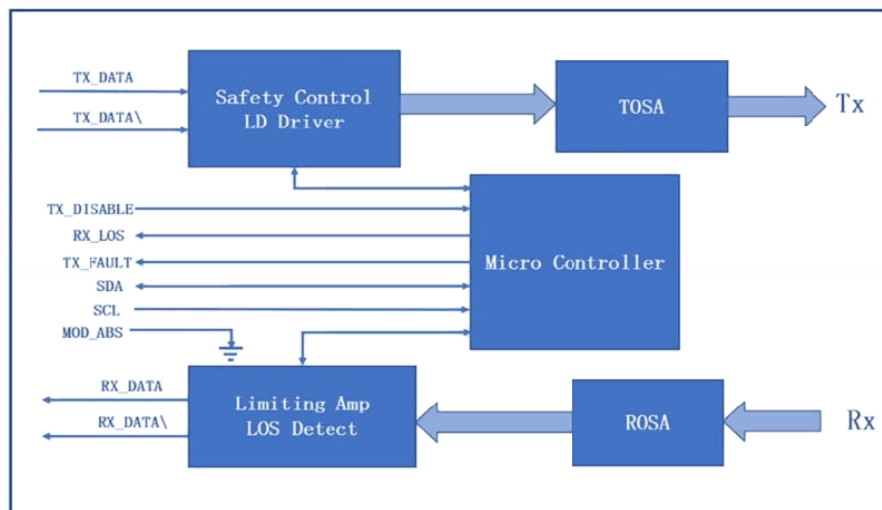 TX_DATA
TX_DATA\
Safety Control
LD Driver
TOSA
Tx
TX_DISABLE
RX_LOS
TX_FAULT
SDA
SCL
MOD_ABS
Micro Controller
RX_DATA
RX_DATA\
Limiting Amp
LOS Detect
ROSA
Rx